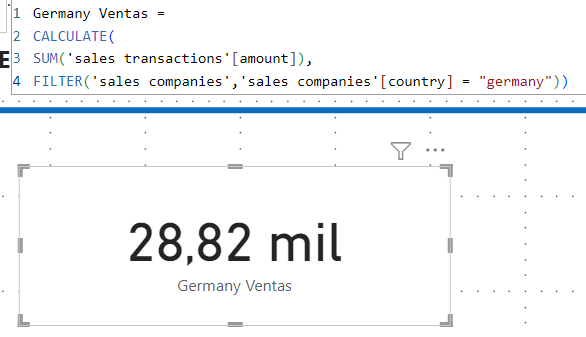 1 Germany Ventas =
2 CALCULATE(
3 SUM('sales transactions'[amount]),
4 FILTER('sales companies','sales companies'[country] = "germany"))
E
28,82 mil
Germany Ventas